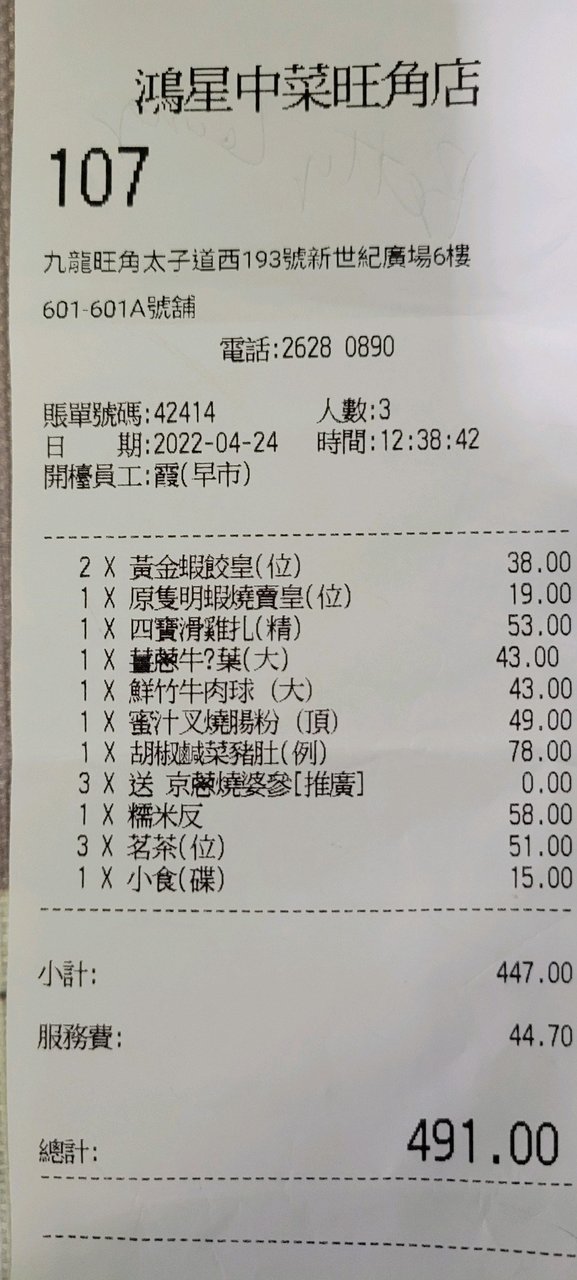 鴻星中菜旺角店
107
九龍旺角太子道西193號新世紀廣場6樓
601-601A號舖
電話:2628 0890
賬單號碼:42414 人數:3
日 期:2022-04-24 時間:12:38:42
開檯員工:霞(早市)
2 X 黃金蝦餃皇(位) 38.00
1 X 原隻明蝦燒賣皇(位) 19.00
1 X 四寶滑雞扎(精) 53.00
1 X 薑蔥牛?葉(大) 43.00
1 X 鮮竹牛肉球 (大) 43.00
1 X 蜜汁叉燒腸粉 (頂) 49.00
1 X 胡椒鹹菜豬肚(例) 78.00
3 X 送 京蔥燒婆參[推廣] 0.00
1 X 糯米反 58.00
3 X 茗茶(位) 51.00
1 X 小食(碟) 15.00
小計: 447.00
服務費: 44.70
總計: 491.00